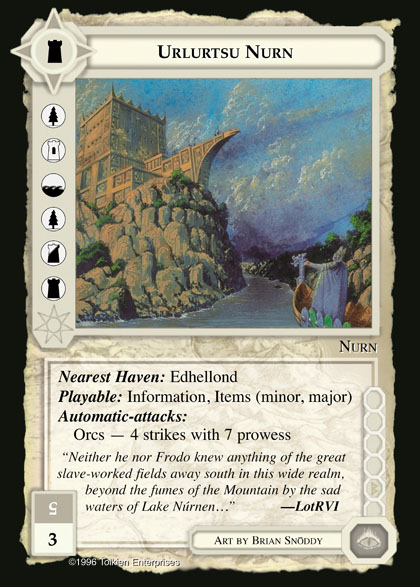 URLURTSU NURN
NURN
Nearest Haven: Edhellond
Playable: Information, Items (minor, major)
Automatic-attacks:
Orcs — 4 strikes with 7 prowess
“Neither he nor Frodo knew anything of the great
slave-worked fields away south in this wide realm,
beyond the fumes of the Mountain by the sad
waters of Lake Núrnen…” —LotRVI
5
3
ART BY BRIAN SNÖDDY
©1996 Tolkien Enterprises